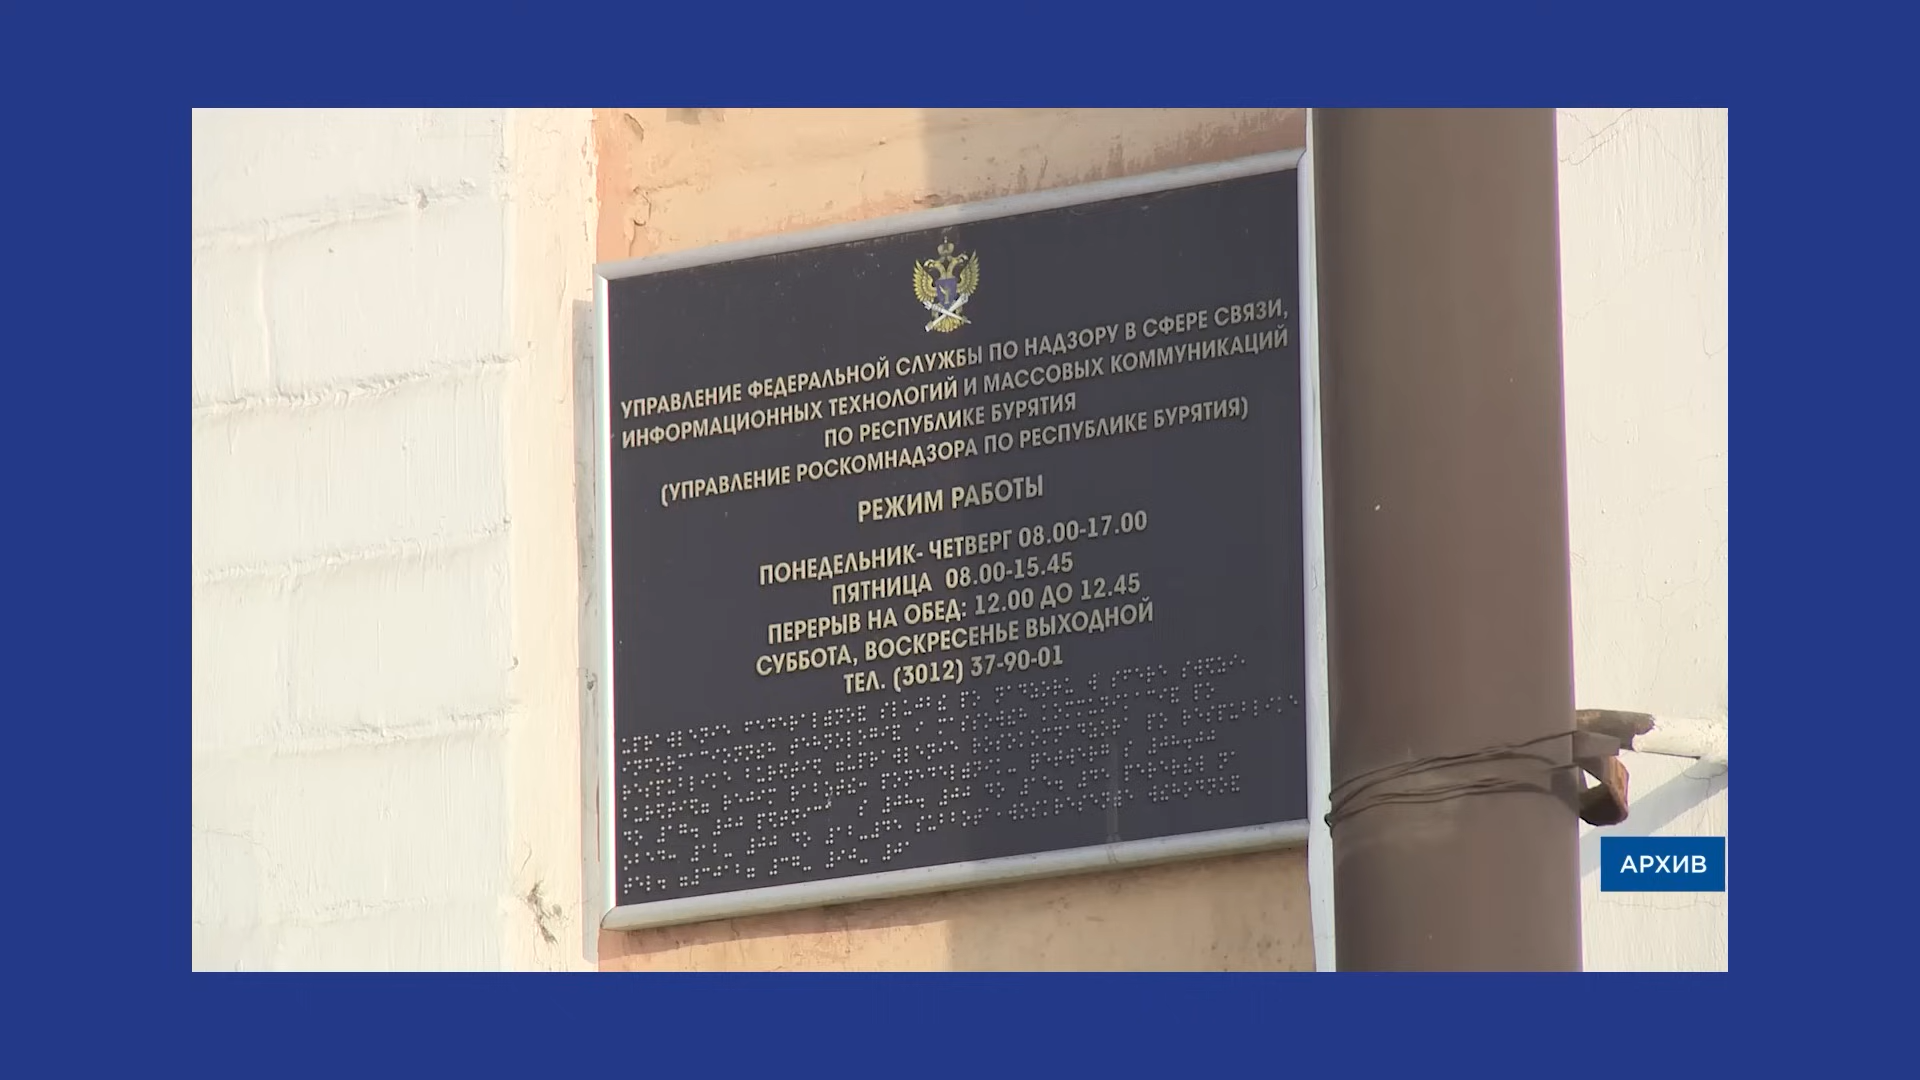 УПРАВЛЕНИЕ ФЕДЕРАЛЬНОЙ СЛУЖБЫ ПО НАДЗОРУ В СФЕРЕ СВЯЗИ,
ИНФОРМАЦИОННЫХ ТЕХНОЛОГИЙ И МАССОВЫХ КОММУНИКАЦИЙ
ПО РЕСПУБЛИКЕ БУРЯТИЯ
(УПРАВЛЕНИЕ РОСКОМНАДЗОРА ПО РЕСПУБЛИКЕ БУРЯТИЯ)
РЕЖИМ РАБОТЫ
ПОНЕДЕЛЬНИК- ЧЕТВЕРГ 08.00-17.00
ПЯТНИЦА 08.00-15.45
ПЕРЕРЫВ НА ОБЕД: 12.00 ДО 12.45
СУББОТА, ВОСКРЕСЕНЬЕ ВЫХОДНОЙ
ТЕЛ. (3012) 37-90-01
АРХИВ